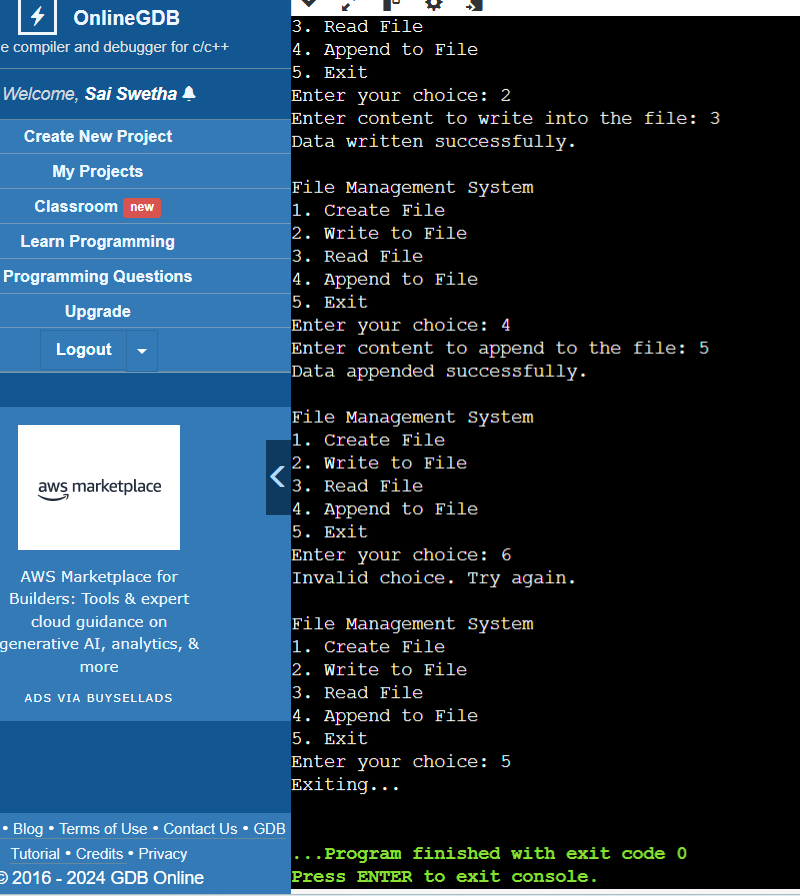 OnlineGDB
e compiler and debugger for c/c++
Welcome, Sai Swetha
Create New Project
My Projects
Classroom new
Learn Programming
Programming Questions
Upgrade
Logout
aws marketplace
AWS Marketplace for
Builders: Tools & expert
cloud guidance on
generative AI, analytics, &
more
ADS VIA BUYSELLADS
• Blog • Terms of Use • Contact Us • GDB
Tutorial • Credits • Privacy
© 2016 - 2024 GDB Online
3. Read File
4. Append to File
5. Exit
Enter your choice: 2
Enter content to write into the file: 3
Data written successfully.
File Management System
1. Create File
2. Write to File
3. Read File
4. Append to File
5. Exit
Enter your choice: 4
Enter content to append to the file: 5
Data appended successfully.
File Management System
1. Create File
2. Write to File
3. Read File
4. Append to File
5. Exit
Enter your choice: 6
Invalid choice. Try again.
File Management System
1. Create File
2. Write to File
3. Read File
4. Append to File
5. Exit
Enter your choice: 5
Exiting...
...Program finished with exit code 0
Press ENTER to exit console.